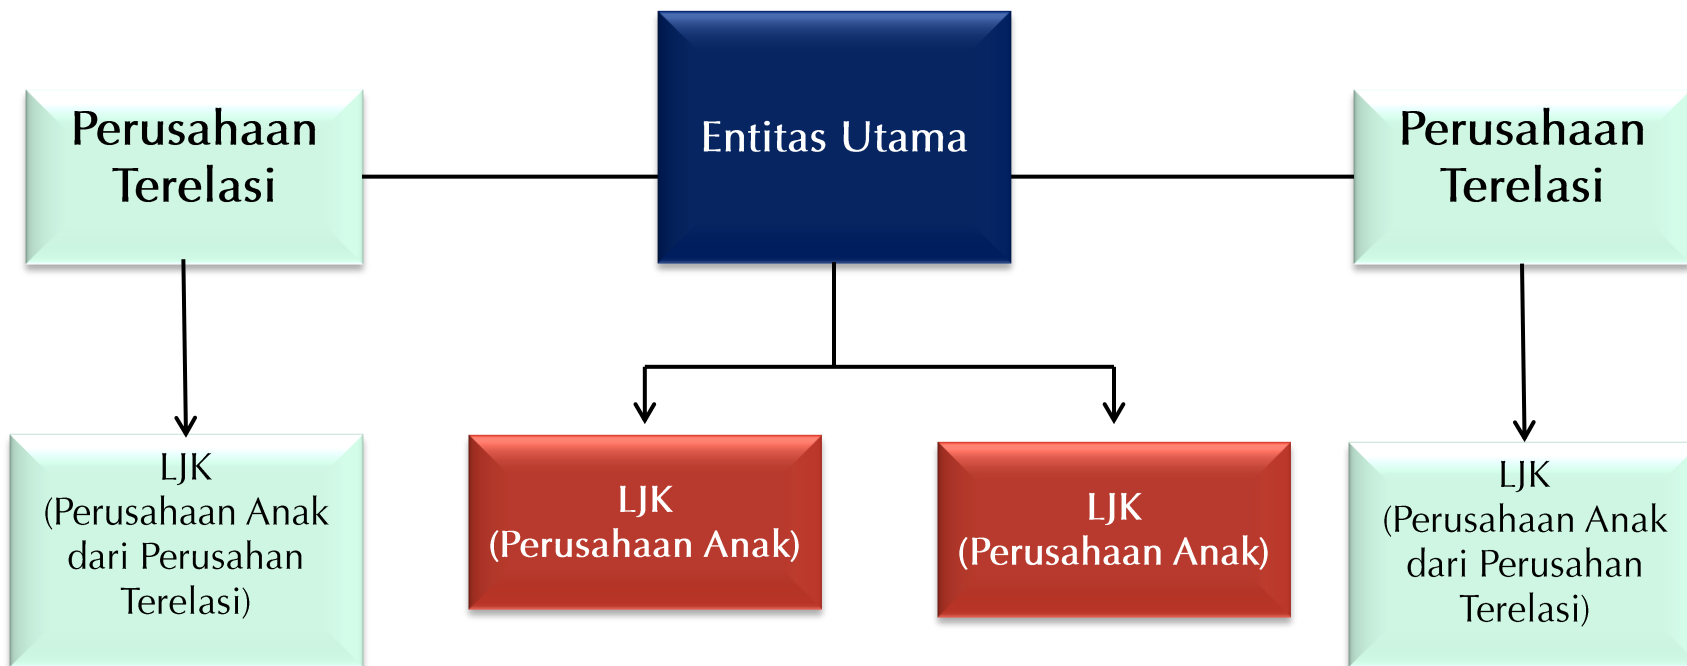 Perusahaan
Terelasi
Entitas Utama
Perusahaan
Terelasi
LJK
(Perusahaan Anak
dari Perusahan
Terelasi)
LJK
(Perusahaan Anak)
LJK
(Perusahaan Anak)
LJK
(Perusahaan Anak
dari Perusahan
Terelasi)